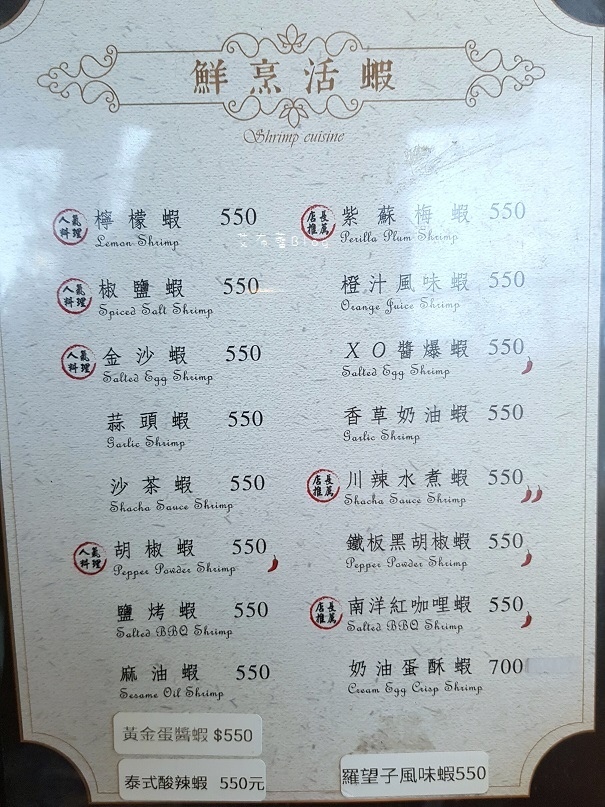 鮮烹活蝦
Shrimp cuisine
人氣料理 檸檬蝦 550
Lemon Shrimp
人氣料理 椒鹽蝦 550
Spiced Salt Shrimp
人氣料理 金沙蝦 550
Salted Egg Shrimp
蒜頭蝦 550
Garlic Shrimp
沙茶蝦 550
Shacha Sauce Shrimp
人氣料理 胡椒蝦 550
Pepper Powder Shrimp
鹽烤蝦 550
Salted BBQ Shrimp
麻油蝦 550
Sesame Oil Shrimp
黃金蛋醬蝦 $550
泰式酸辣蝦 550元
店長推薦 紫蘇梅蝦 550
Perilla Plum Shrimp
橙汁風味蝦 550
Orange Juice Shrimp
XO醬爆蝦 550
Salted Egg Shrimp
香草奶油蝦 550
Garlic Shrimp
店長推薦 川辣水煮蝦 550
Shacha Sauce Shrimp
鐵板黑胡椒蝦 550
Pepper Powder Shrimp
店長推薦 南洋紅咖哩蝦 550
Salted BBQ Shrimp
奶油蛋酥蝦 700
Cream Egg Crisp Shrimp
羅望子風味蝦550